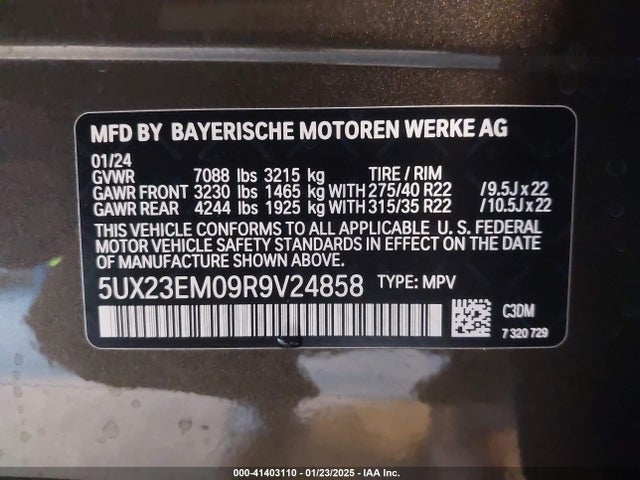 MFD BY BAYERISCHE MOTOREN WERKE AG
01/24
GVWR 7088 lbs 3215 kg TIRE / RIM
GAWR FRONT 3230 lbs 1465 kg WITH 275/40 R22 / 9.5J x 22
GAWR REAR 4244 lbs 1925 kg WITH 315/35 R22 / 10.5J x 22
THIS VEHICLE CONFORMS TO ALL APPLICABLE U. S. FEDERAL
MOTOR VEHICLE SAFETY STANDARDS IN EFFECT ON THE
DATE OF MANUFACTURE SHOWN ABOVE.
5UX23EM09R9V24858 TYPE: MPV
C3DM
7 320 729
000-41403110 - 01/23/2025 - IAA Inc.